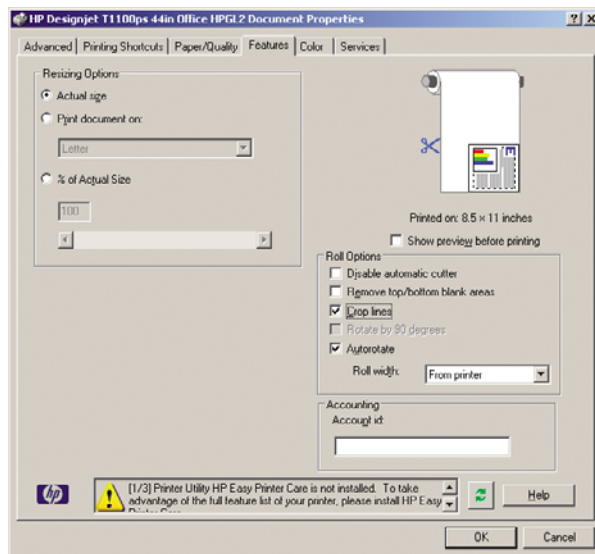 HP Designjet T1100ps 44in Office HPGL2 Document Properties
Advanced Printing Shortcuts Paper/Quality Features Color Services
Resizing Options
Actual size
Print document on:
Letter
% of Actual Size
100
Printed on: 8.5 × 11 inches
Show preview before printing
Roll Options
Disable automatic cutter
Remove top/bottom blank areas
Crop lines
Rotate by 90 degrees
Autorotate
Roll width: From printer
Accounting
Account id:
hp
[1/3] Printer Utility HP Easy Printer Care is not installed. To take
advantage of the full feature list of your printer, please install HP Easy
Printer Care
Help
OK Cancel